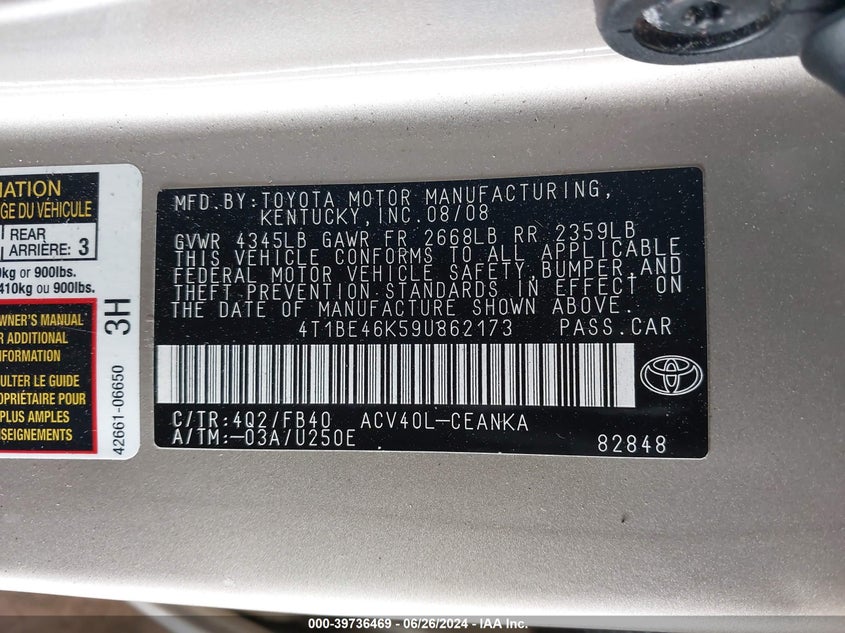 MATION
GE DU VÉHICULE
REAR
ARRIÈRE: 3
kg or 900lbs.
410kg ou 900lbs.
WNER'S MANUAL
R ADDITIONAL
INFORMATION
SULTER LE GUIDE
OPRIÉTAIRE POUR
PLUS AMPLES
SEIGNEMENTS
3H
42661-06650
MFD.BY:TOYOTA MOTOR MANUFACTURING,
KENTUCKY, INC.08/08
GVWR 4345LB GAWR FR 2668LB RR 2359LB
THIS VEHICLE CONFORMS TO ALL APPLICABLE
FEDERAL MOTOR VEHICLE SAFETY, BUMPER, AND
THEFT PREVENTION STANDARDS IN EFFECT ON
THE DATE OF MANUFACTURE SHOWN ABOVE.
4T1BE46K59U862173 PASS.CAR
C/TR:4Q2/FB40 ACV40L-CEANKA
A/TM:-03A/U250E
82848
000-39736469 - 06/26/2024 - IAA Inc.